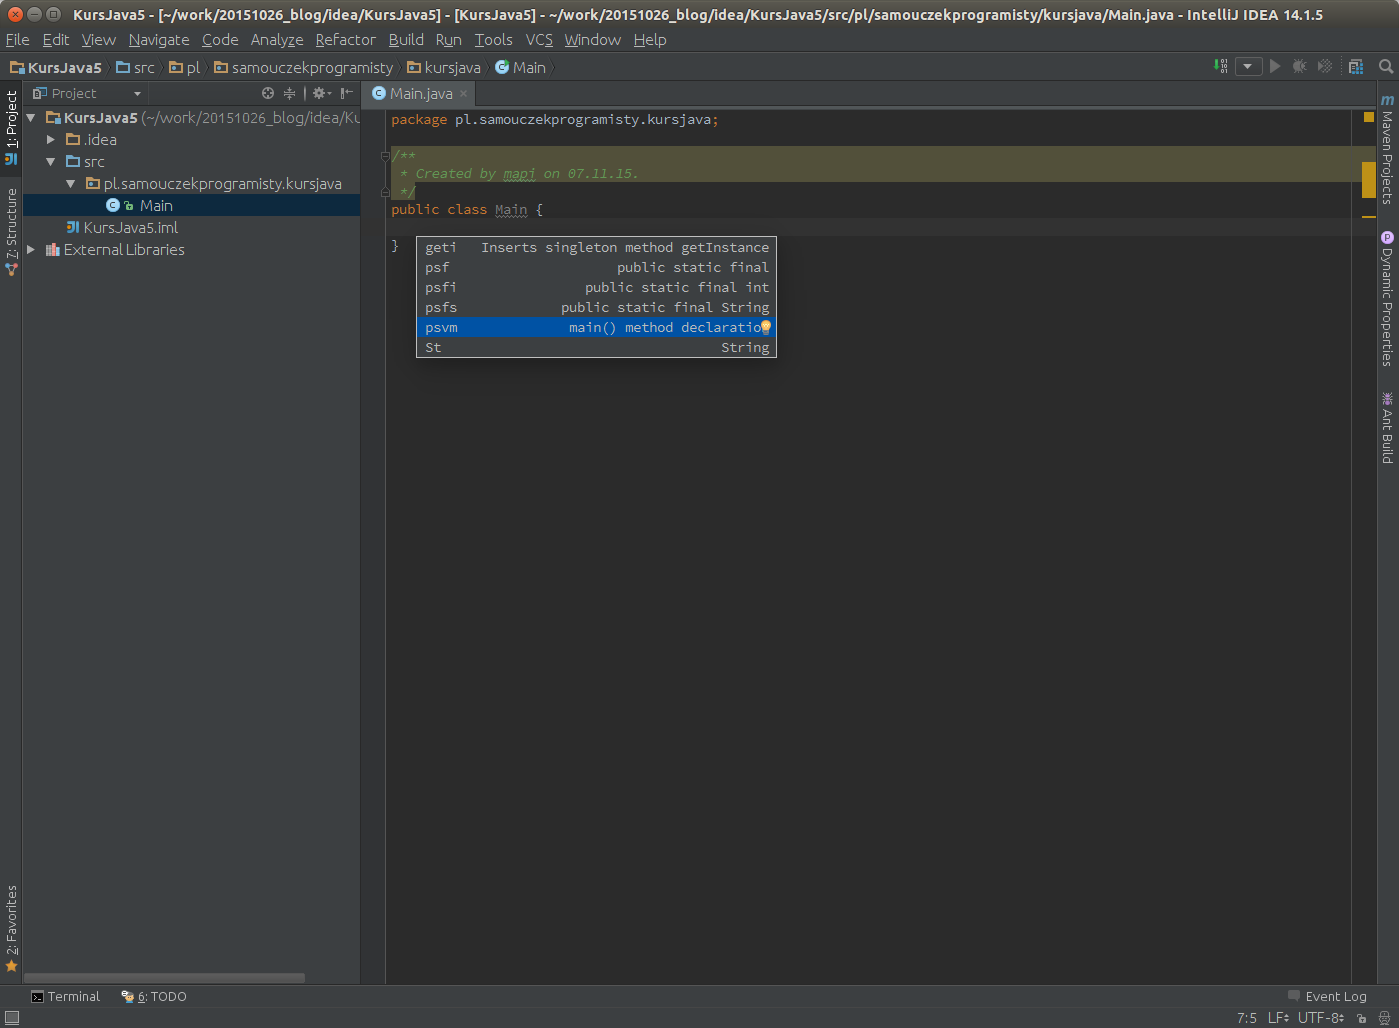 KursJava5 - [~/work/20151026_blog/idea/KursJava5] - [KursJava5] - ~/work/20151026_blog/idea/KursJava5/src/pl/samouczekprogramisty/kursjava/Main.java - IntelliJ IDEA 14.1.5
File Edit View Navigate Code Analyze Refactor Build Run Tools VCS Window Help
KursJava5 src pl samouczekprogramisty kursjava Main
1: Project
7: Structure
2: Favorites
Project
KursJava5 (~/work/20151026_blog/idea/Ku
.idea
src
pl.samouczekprogramisty.kursjava
Main
KursJava5.iml
External Libraries
Main.java
package pl.samouczekprogramisty.kursjava;
/**
* Created by mapi on 07.11.15.
*/
public class Main {
}
geti Inserts singleton method getInstance
psf public static final
psfi public static final int
psfs public static final String
psvm main() method declaratio
St String
Maven Projects
Dynamic Properties
Ant Build
Terminal 6: TODO Event Log
7:5 LF UTF-8